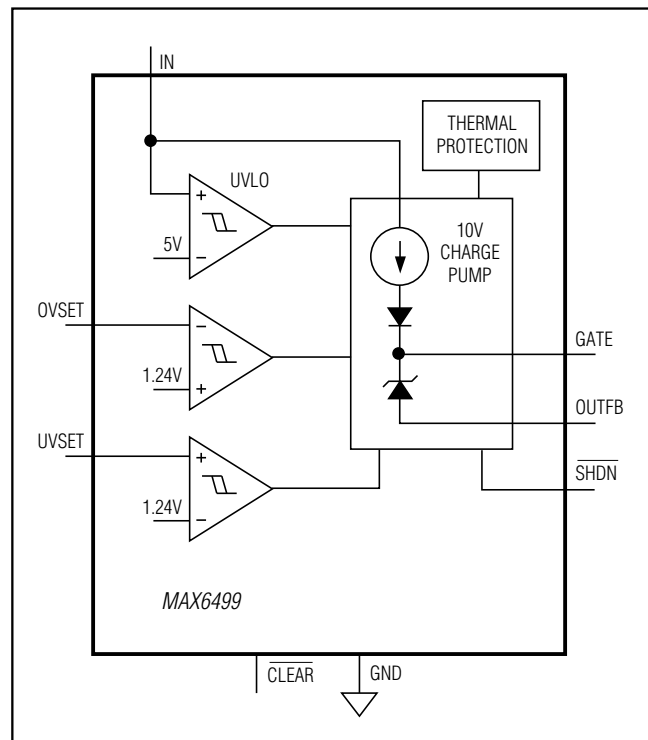 IN
THERMAL
PROTECTION
UVLO
+
5V
−
10V
CHARGE
PUMP
OVSET
−
1.24V
+
GATE
OUTFB
UVSET
+
1.24V
−
SHDN
MAX6499
CLEAR
GND